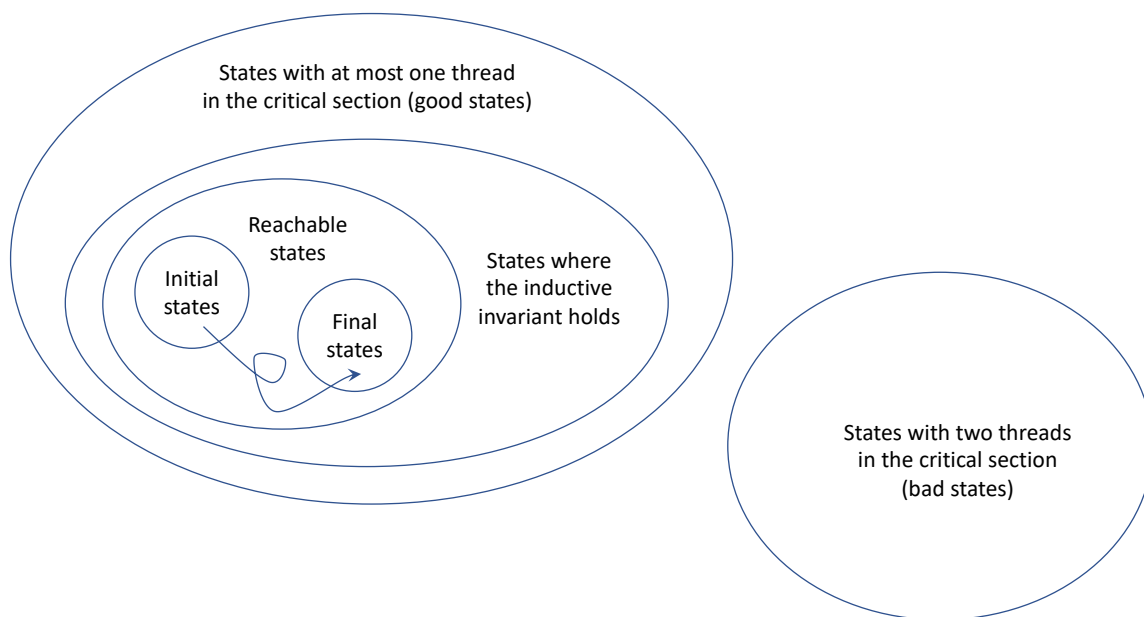 States with at most one thread
in the critical section (good states)
Reachable
states
Initial
states
States where
the inductive
invariant holds
Final
states
States with two threads
in the critical section
(bad states)